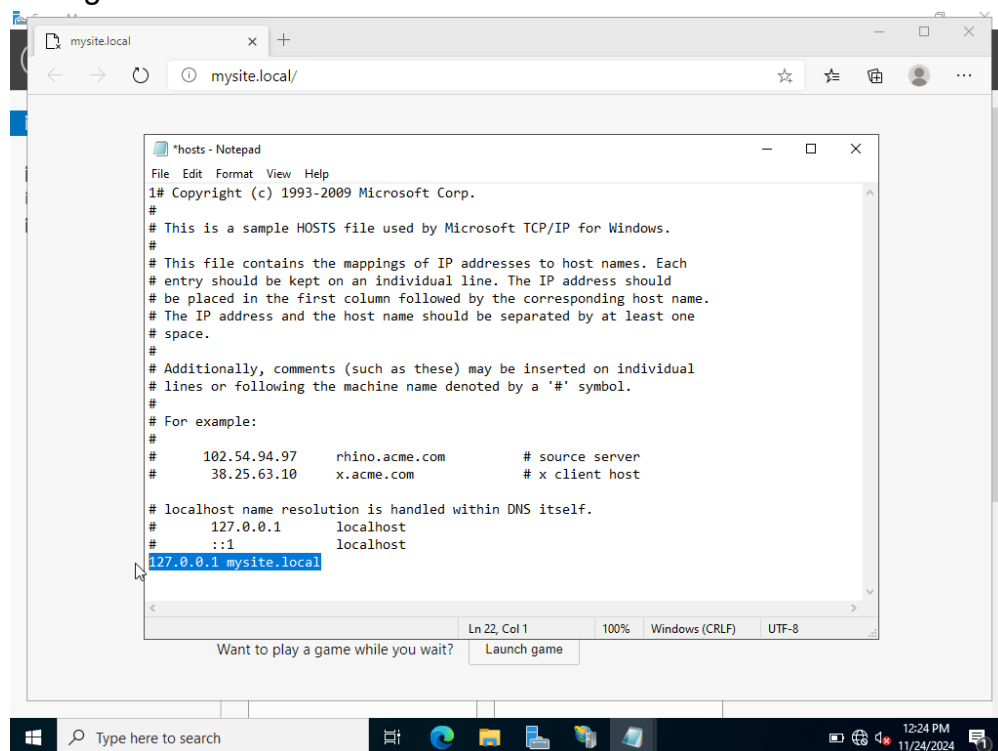 mysite.local
mysite.local/
*hosts - Notepad
File Edit Format View Help
1# Copyright (c) 1993-2009 Microsoft Corp.
#
# This is a sample HOSTS file used by Microsoft TCP/IP for Windows.
#
# This file contains the mappings of IP addresses to host names. Each
# entry should be kept on an individual line. The IP address should
# be placed in the first column followed by the corresponding host name.
# The IP address and the host name should be separated by at least one
# space.
#
# Additionally, comments (such as these) may be inserted on individual
# lines or following the machine name denoted by a '#' symbol.
#
# For example:
#
# 102.54.94.97 rhino.acme.com # source server
# 38.25.63.10 x.acme.com # x client host
# localhost name resolution is handled within DNS itself.
# 127.0.0.1 localhost
# ::1 localhost
127.0.0.1 mysite.local
Ln 22, Col 1 100% Windows (CRLF) UTF-8
Want to play a game while you wait? Launch game
Type here to search
12:24 PM
11/24/2024
1